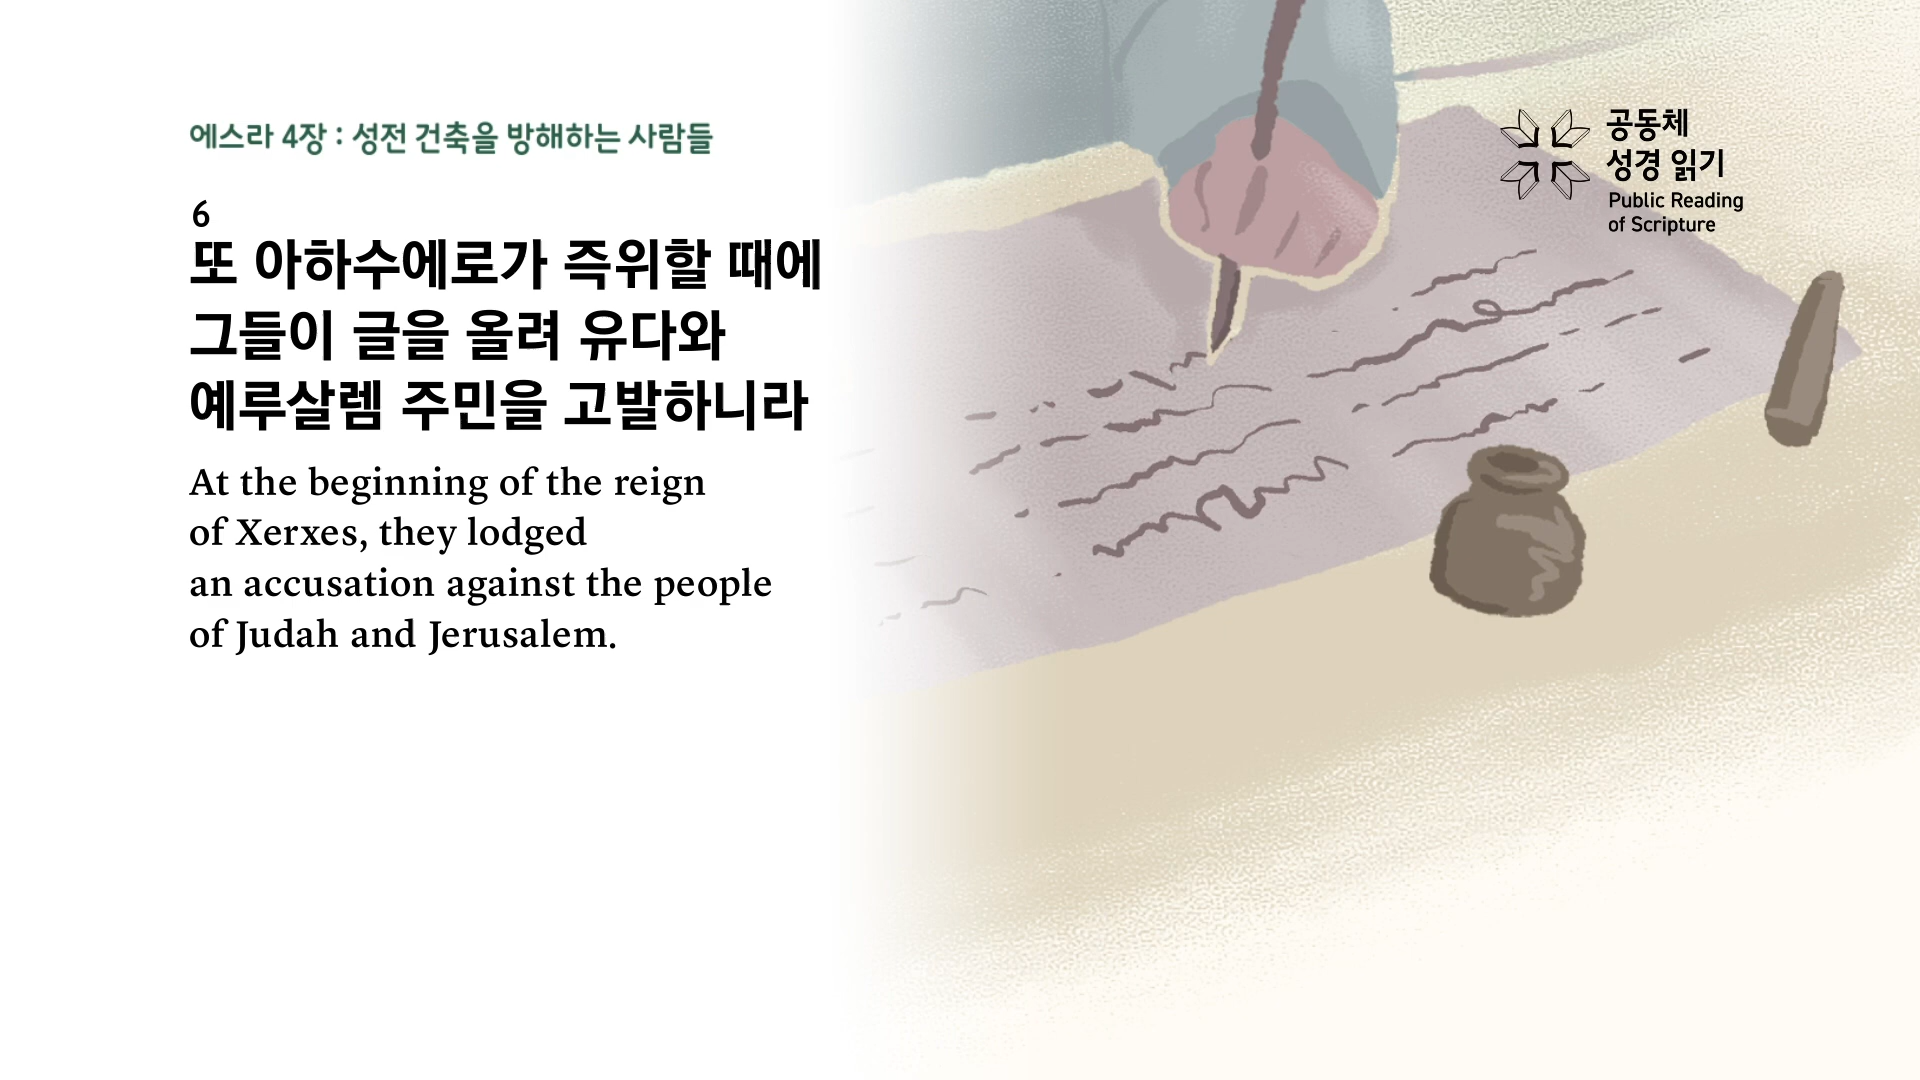 에스라 4장 : 성전 건축을 방해하는 사람들
6
또 아하수에로가 즉위할 때에
그들이 글을 올려 유다와
예루살렘 주민을 고발하니라
At the beginning of the reign
of Xerxes, they lodged
an accusation against the people
of Judah and Jerusalem.
공동체
성경 읽기
Public Reading
of Scripture